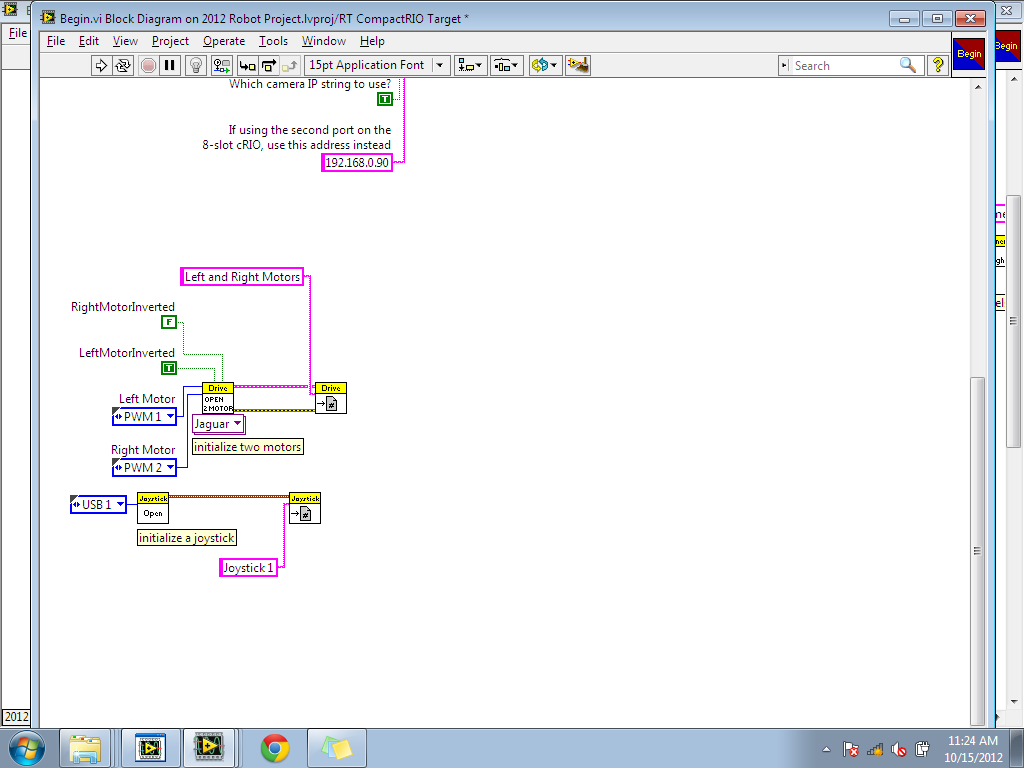 Begin.vi Block Diagram on 2012 Robot Project.lvproj/RT CompactRIO Target *
File
File Edit View Project Operate Tools Window Help
15pt Application Font
Search
?
Begin
Begin
Which camera IP string to use?
T
If using the second port on the
8-slot cRIO, use this address instead
192.168.0.90
Left and Right Motors
RightMotorInverted
F
LeftMotorInverted
T
Left Motor
PWM 1
Drive
OPEN
2 MOTOR
Drive
#
Jaguar
initialize two motors
Right Motor
PWM 2
USB 1
Joystick
Open
Joystick
#
initialize a joystick
Joystick 1
2012
11:24 AM
10/15/2012